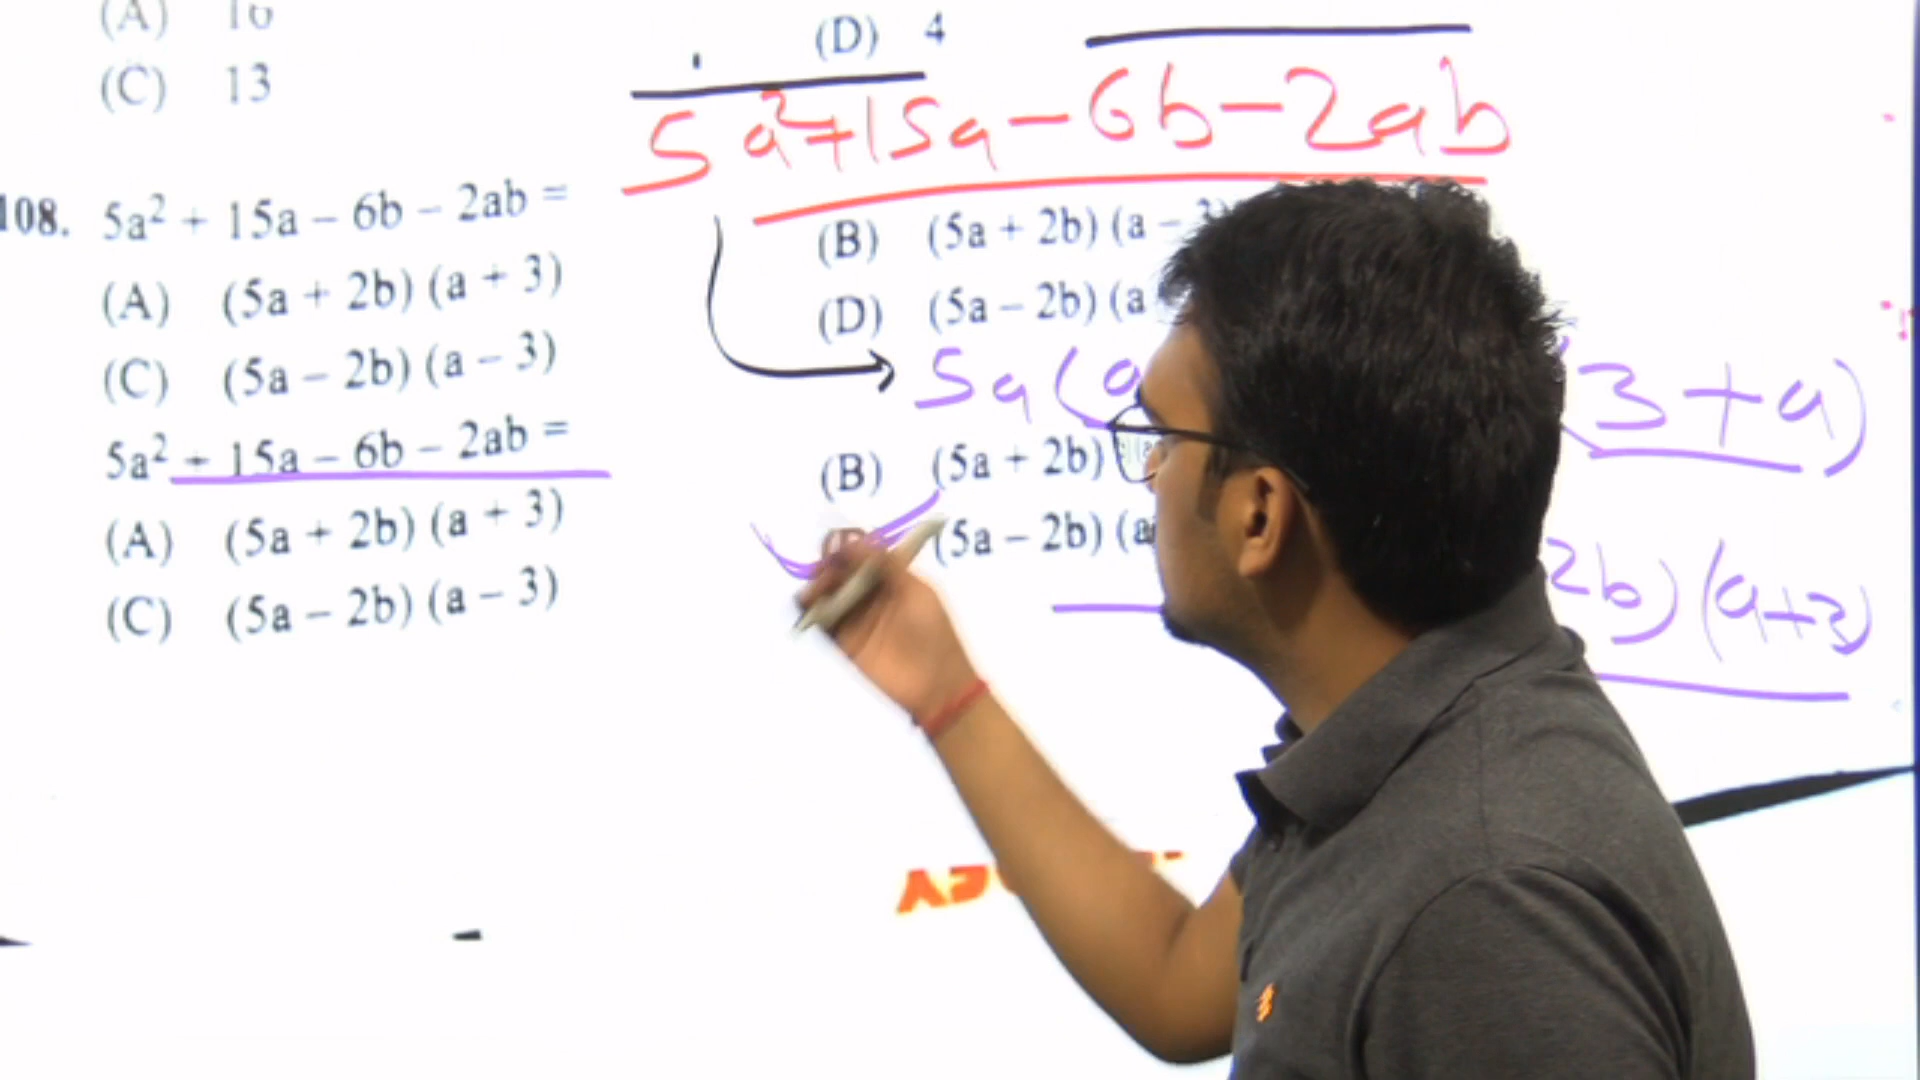 (A) 16
(D) 4
(C) 13
5a²+15a-6b-2ab
108. 5a² + 15a – 6b – 2ab =
(A) (5a + 2b) (a + 3)
(B) (5a + 2b) (a – 3)
(C) (5a – 2b) (a – 3)
(D) (5a – 2b) (a
5a(a (3+a)
5a² + 15a – 6b – 2ab =
(A) (5a + 2b) (a + 3)
(B) (5a + 2b)
(5a – 2b) (a
2b)(a+3)
(C) (5a – 2b) (a – 3)